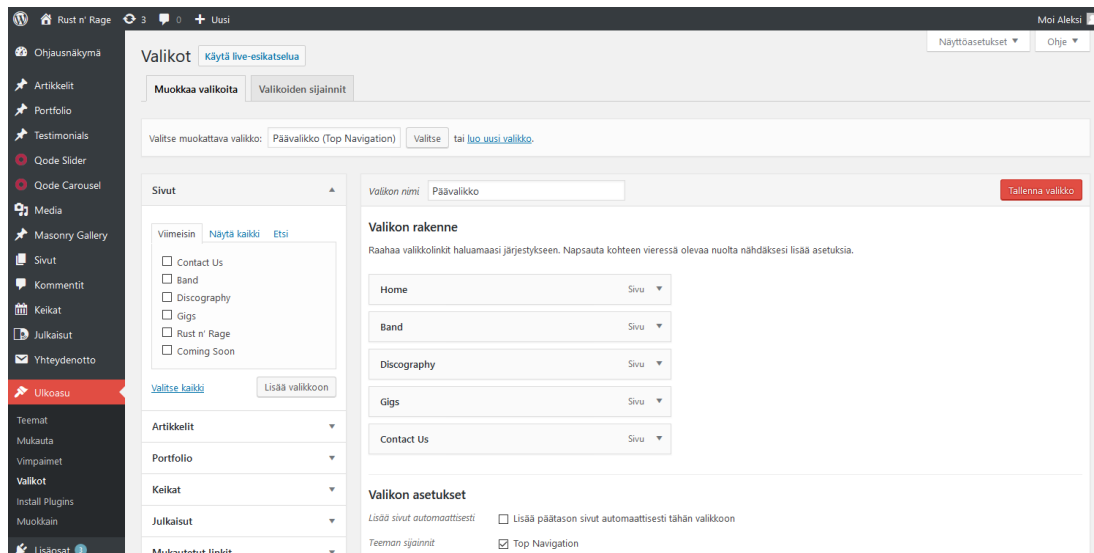 Rust n' Rage 3 0 + Uusi Moi Aleksi
Ohjausnäkymä
Artikkelit
Portfolio
Testimonials
Qode Slider
Qode Carousel
Media
Masonry Gallery
Sivut
Kommentit
Keikat
Julkaisut
Yhteydenotto
Ulkoasu
Teemat
Mukauta
Vimpaimet
Valikot
Install Plugins
Muokkain
Lisäosat 3
Näyttöasetukset ▼ Ohje ▼
Valikot Käytä live-esikatselua
Muokkaa valikoita Valikoiden sijainnit
Valitse muokattava valikko: Päävalikko (Top Navigation) Valitse tai luo uusi valikko.
Sivut
Viimeisin Näytä kaikki Etsi
Contact Us
Band
Discography
Gigs
Rust n' Rage
Coming Soon
Valitse kaikki Lisää valikkoon
Artikkelit
Portfolio
Keikat
Julkaisut
Mukautetut linkit
Valikon nimi Päävalikko Tallenna valikko
Valikon rakenne
Raahaa valikkolinkit haluamaasi järjestykseen. Napsauta kohteen vieressä olevaa nuolta nähdäksesi lisää asetuksia.
Home Sivu
Band Sivu
Discography Sivu
Gigs Sivu
Contact Us Sivu
Valikon asetukset
Lisää sivut automaattisesti Lisää päätason sivut automaattisesti tähän valikkoon
Teeman sijainnit Top Navigation